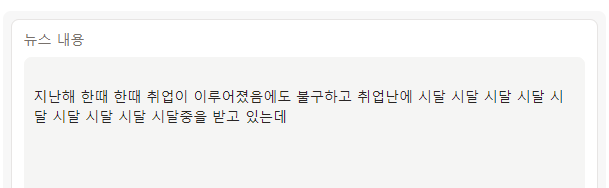 뉴스 내용
지난해 한때 한때 취업이 이루어졌음에도 불구하고 취업난에 시달 시달 시달 시달 시
달 시달 시달 시달 시달중을 받고 있는데